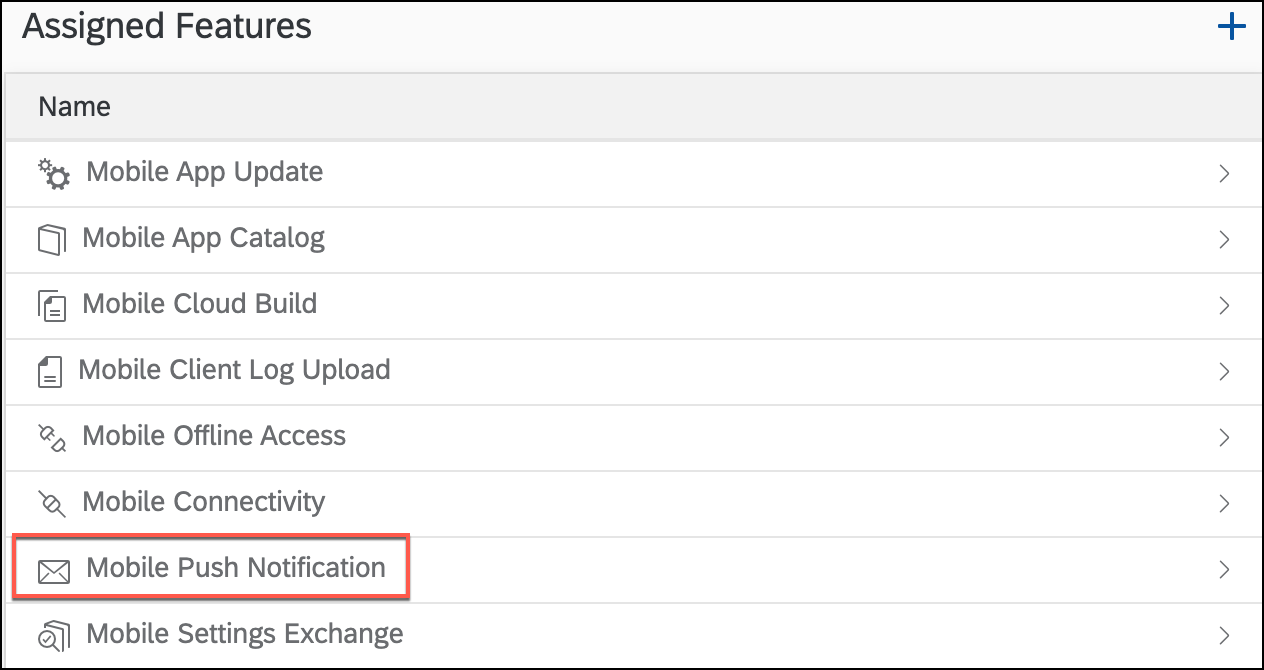 Assigned Features
Name
Mobile App Update
Mobile App Catalog
Mobile Cloud Build
Mobile Client Log Upload
Mobile Offline Access
Mobile Connectivity
Mobile Push Notification
Mobile Settings Exchange